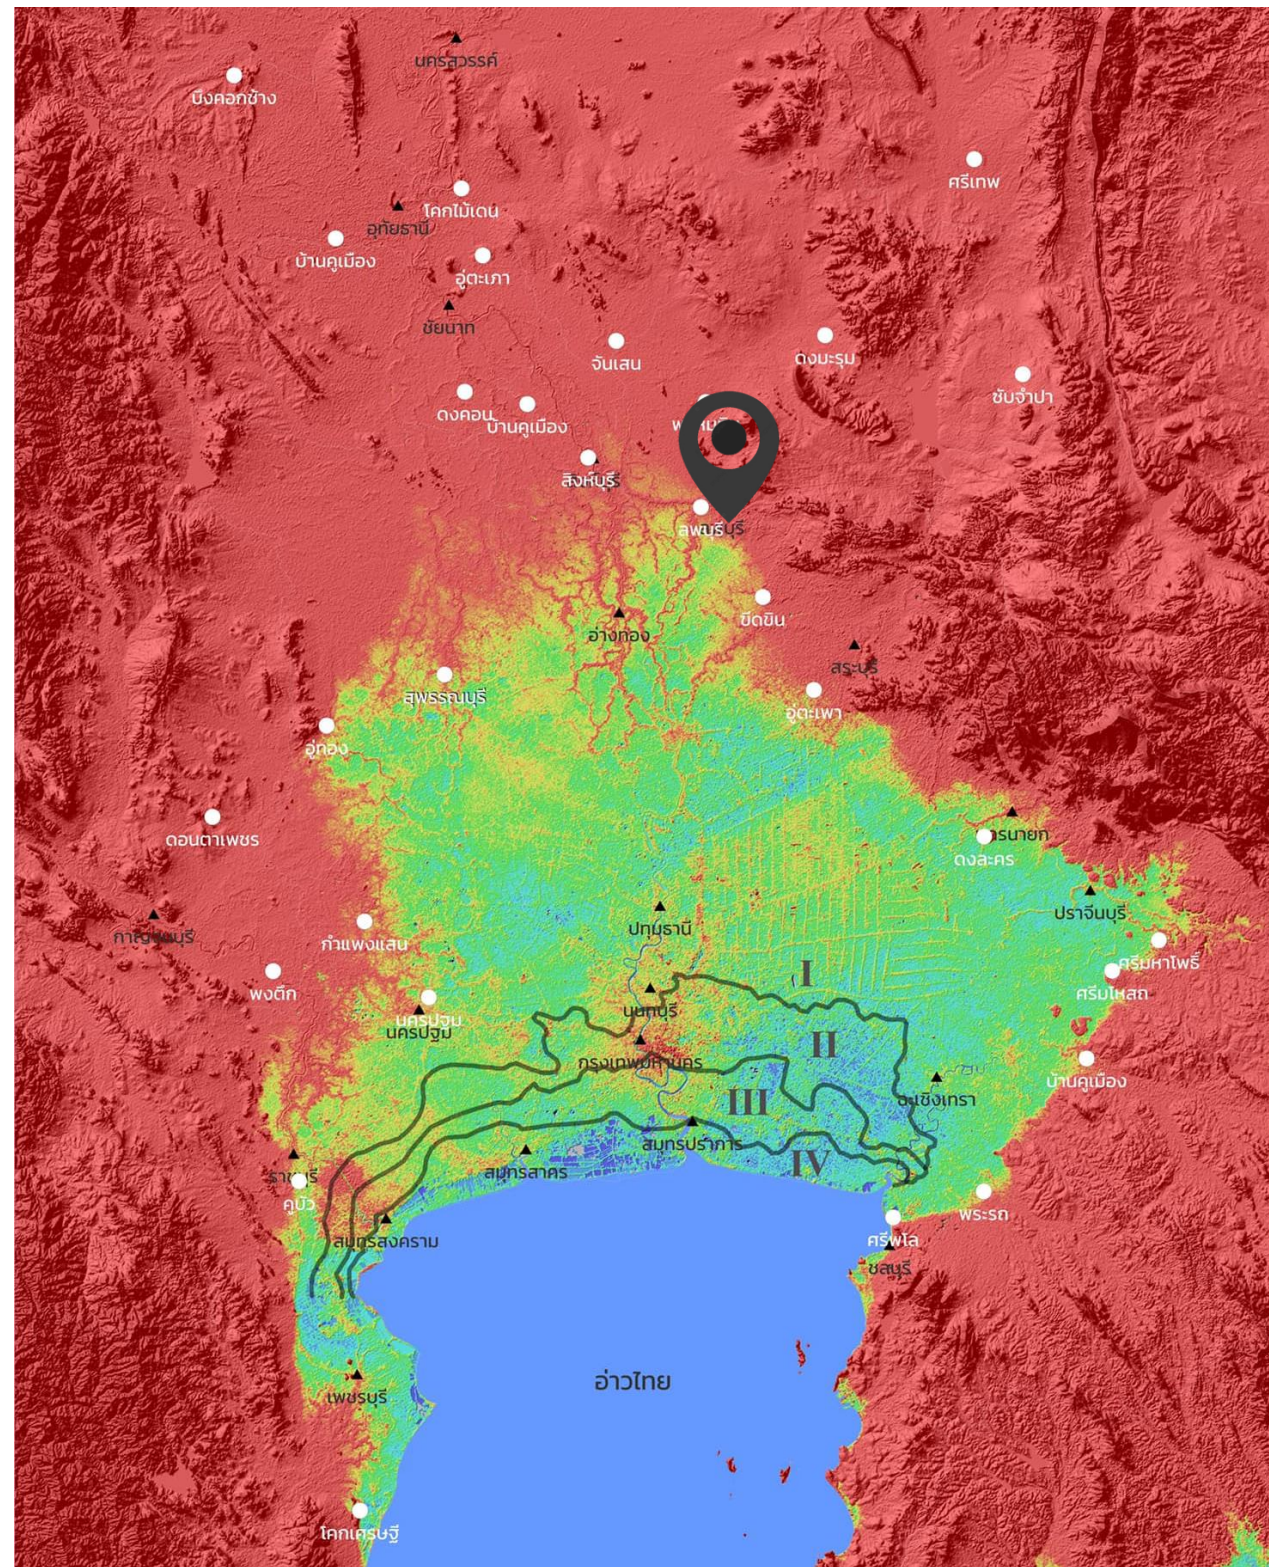 นครสวรรค์
บึงคอกช้าง
ศรีเทพ
โคกไม้เดน
อุทัยธานี
บ้านคูเมือง
อู่ตะเภา
ชัยนาท
จันเสน
ดงมะรุม
ซับจำปา
ดงคอน
บ้านคูเมือง
สิงห์บุรี
ลพบุรี
ขีดขิน
อ่างทอง
สระบุรี
สุพรรณบุรี
อู่ตะเพา
อู่ทอง
ดอนตาเพชร
ดงละคร
ปราจีนบุรี
ปทุมธานี
กาญจนบุรี
กำแพงแสน
ศรีมหาโพธิ์
พงตึก
I
ศรีมโหสถ
นนทบุรี
นครปฐม
นครปฐม
II
กรุงเทพมหานคร
บ้านคูเมือง
ฉะเชิงเทรา
III
สมุทรปราการ
IV
สมุทรสาคร
ราชบุรี
คูบัว
พระรถ
สมุทรสงคราม
ศรีพโล
ชลบุรี
อ่าวไทย
เพชรบุรี
โคกเศรษฐี